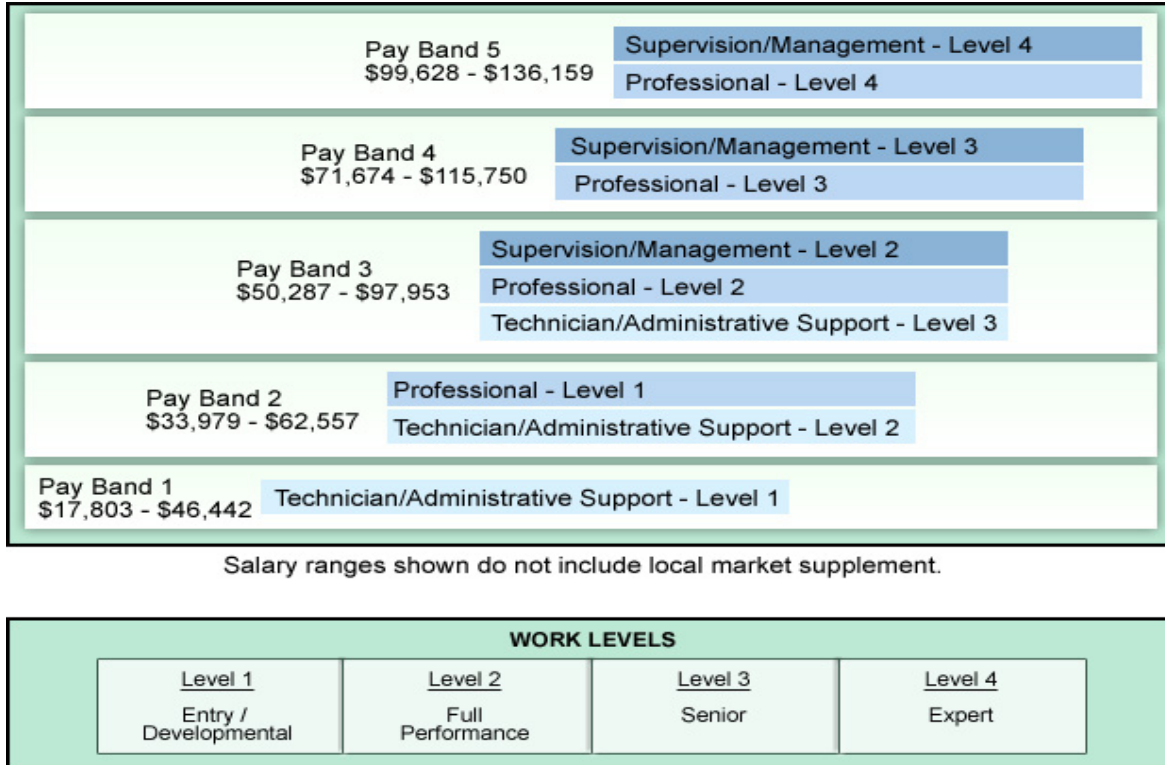 Pay Band 5
$99,628 - $136,159
Supervision/Management - Level 4
Professional - Level 4
Pay Band 4
$71,674 - $115,750
Supervision/Management - Level 3
Professional - Level 3
Pay Band 3
$50,287 - $97,953
Supervision/Management - Level 2
Professional - Level 2
Technician/Administrative Support - Level 3
Pay Band 2
$33,979 - $62,557
Professional - Level 1
Technician/Administrative Support - Level 2
Pay Band 1
$17,803 - $46,442
Technician/Administrative Support - Level 1
Salary ranges shown do not include local market supplement.
WORK LEVELS
Level 1
Entry /
Developmental
Level 2
Full
Performance
Level 3
Senior
Level 4
Expert